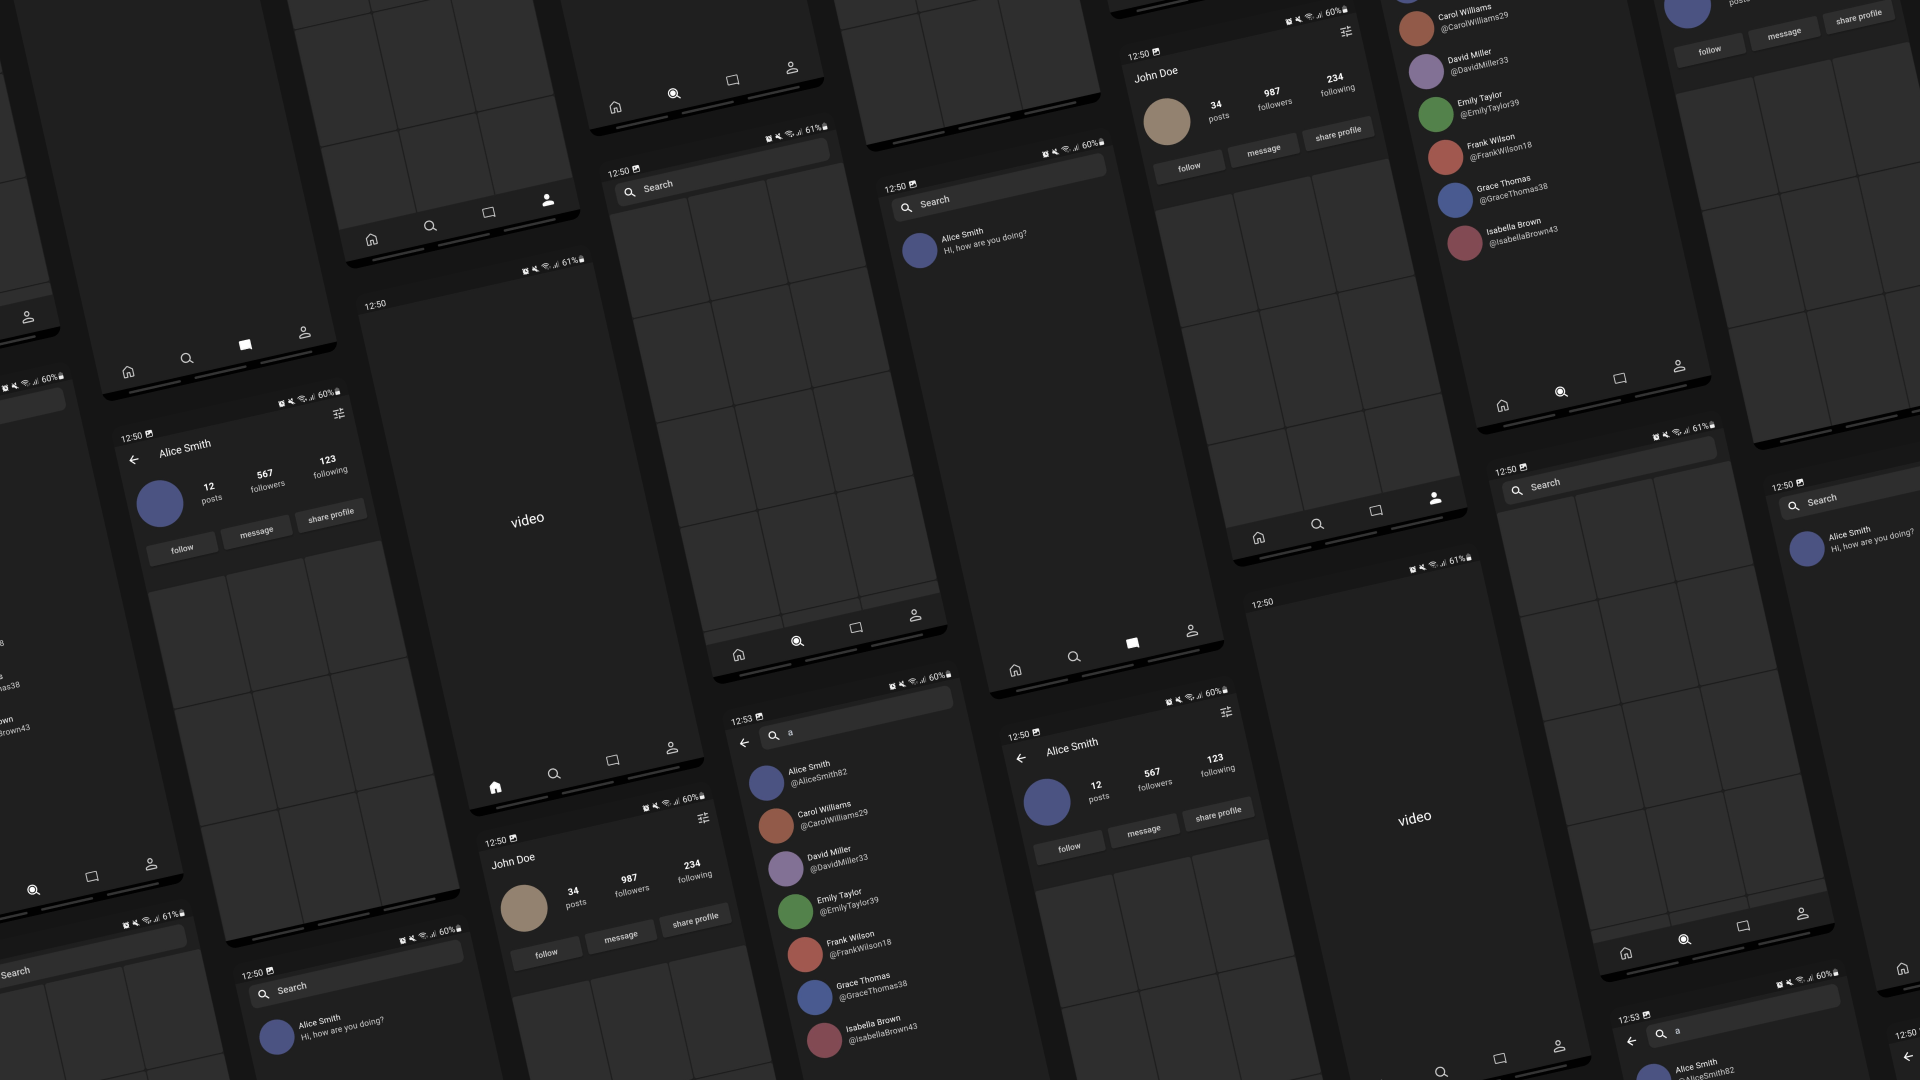 60%
12:50
Alice Smith
12
posts
567
followers
123
following
follow
message
share profile
61%
12:50
video
61%
12:50
Search
60%
12:50
Search
Alice Smith
Hi, how are you doing?
60%
12:50
John Doe
34
posts
987
followers
234
following
follow
message
share profile
Carol Williams
@CarolWilliams29
David Miller
@DavidMiller33
Emily Taylor
@EmilyTaylor39
Frank Wilson
@FrankWilson18
Grace Thomas
@GraceThomas38
Isabella Brown
@IsabellaBrown43
posts
follow
message
share profile
60%
61%
Search
60%
12:50
Search
Alice Smith
Hi, how are you doing?
60%
12:50
John Doe
34
posts
987
followers
234
following
follow
message
share profile
60%
12:53
a
Alice Smith
@AliceSmith82
Carol Williams
@CarolWilliams29
David Miller
@DavidMiller33
Emily Taylor
@EmilyTaylor39
Frank Wilson
@FrankWilson18
Grace Thomas
@GraceThomas38
Isabella Brown
@IsabellaBrown43
60%
12:50
Alice Smith
12
posts
567
followers
123
following
follow
message
share profile
61%
12:50
video
61%
12:50
Search
12:50
Search
Alice Smith
Hi, how are you doing?
60%
12:53
a
Alice Smith
@AliceSmith82
12:50